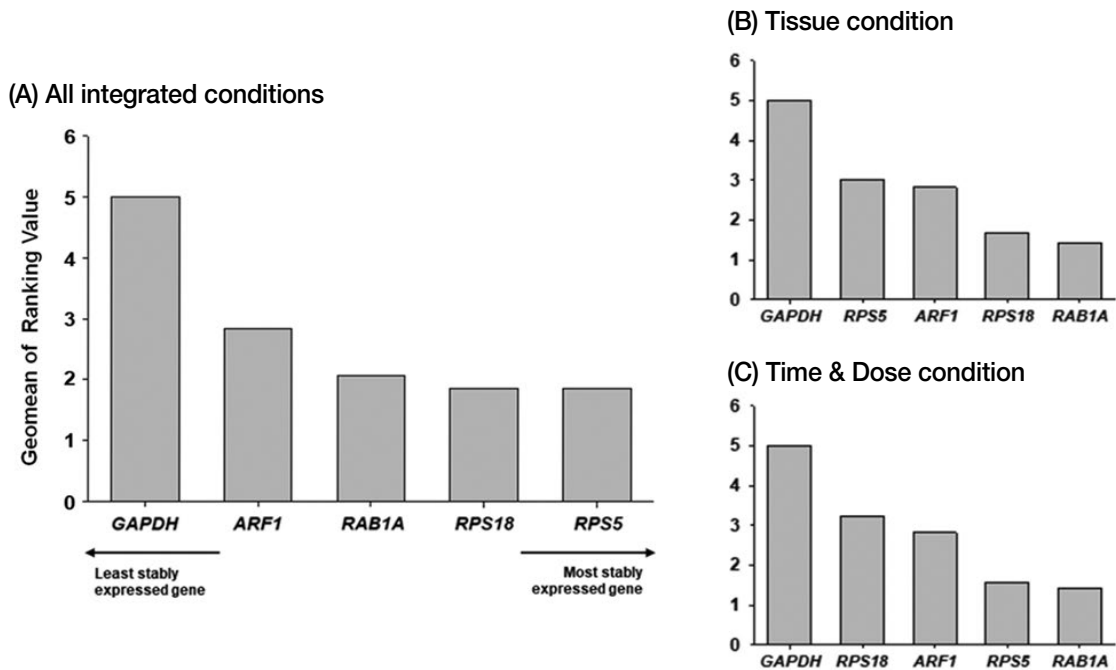 (A) All integrated conditions
Geomean of Ranking Value
6
5
4
3
2
1
0
GAPDH ARF1 RAB1A RPS18 RPS5
Least stably
expressed gene
Most stably
expressed gene
(B) Tissue condition
6
5
4
3
2
1
0
GAPDH RPS5 ARF1 RPS18 RAB1A
(C) Time & Dose condition
6
5
4
3
2
1
0
GAPDH RPS18 ARF1 RPS5 RAB1A